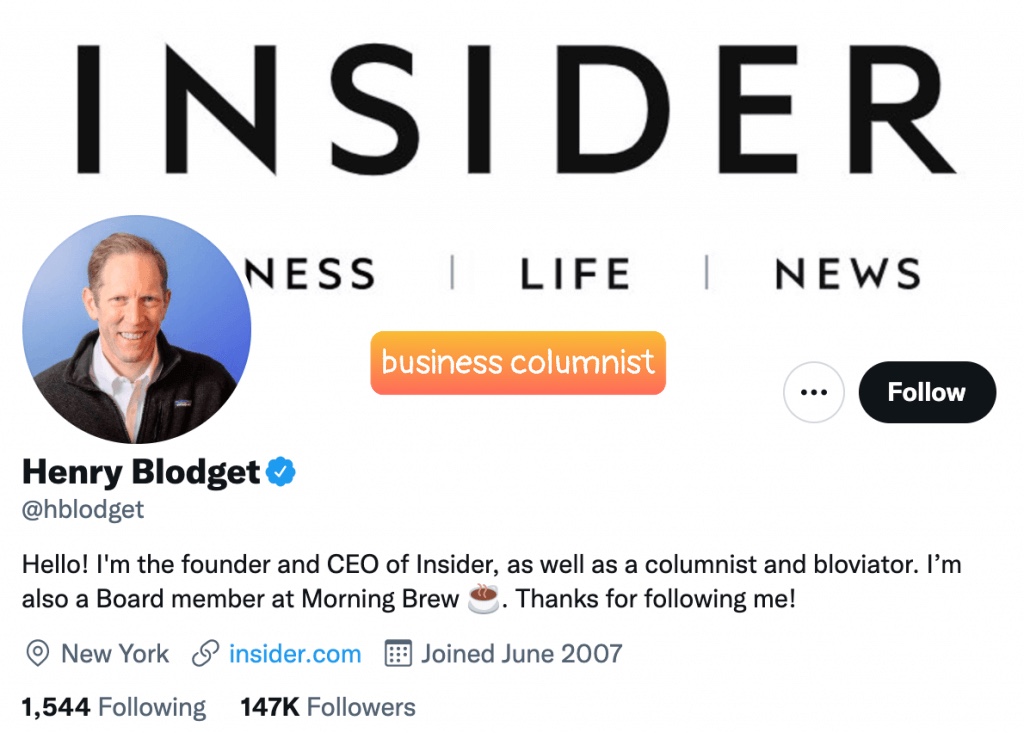 INSIDER
NESS | LIFE | NEWS
business columnist
Follow
Henry Blodget
@hblodget
Hello! I'm the founder and CEO of Insider, as well as a columnist and bloviator. I’m
also a Board member at Morning Brew ☕. Thanks for following me!
New York insider.com Joined June 2007
1,544 Following 147K Followers